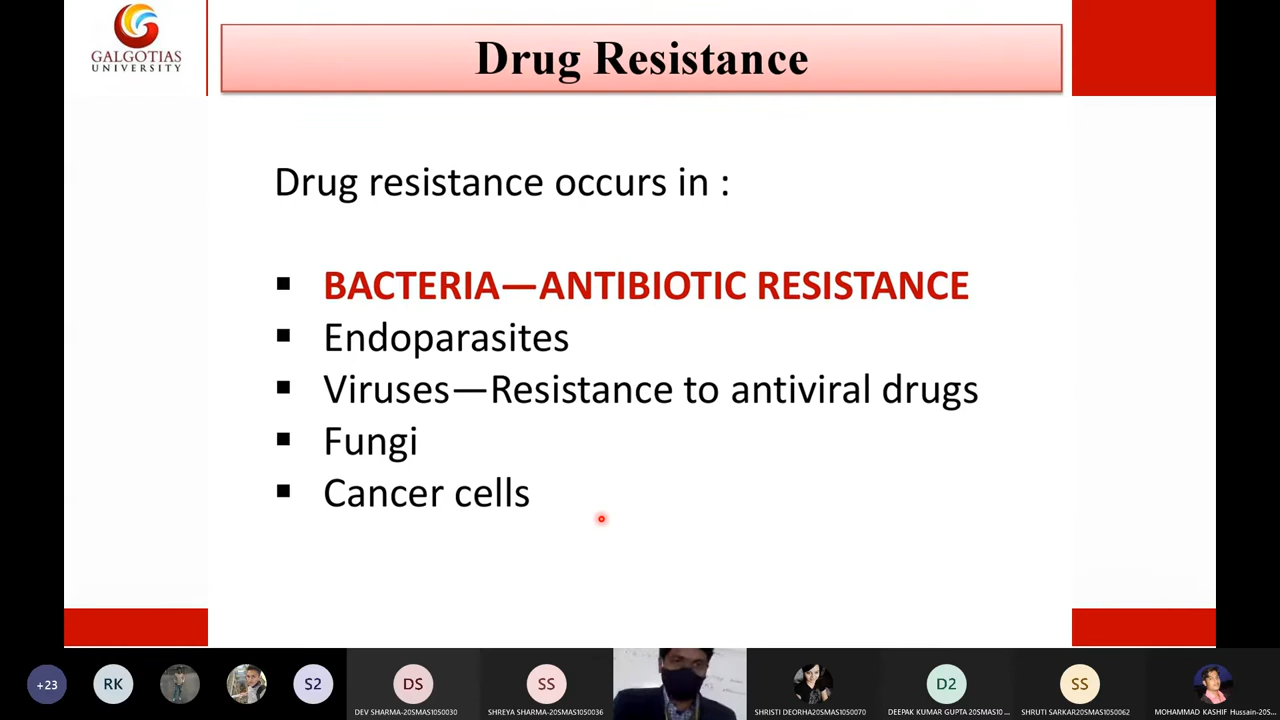 GALGOTIAS
UNIVERSITY
Drug Resistance
Drug resistance occurs in :
▪ BACTERIA—ANTIBIOTIC RESISTANCE
▪ Endoparasites
▪ Viruses—Resistance to antiviral drugs
▪ Fungi
▪ Cancer cells
+23
RK
S2
DS
SS
D2
SS
DEV SHARMA-20SMAS1050030
SHREYA SHARMA-20SMAS1050036
SHRISTI DEORHA20SMAS1050070
DEEPAK KUMAR GUPTA 20SMAS10 ...
SHRUTI SARKAR20SMAS1050062
MOHAMMAD KASHIF Hussain-20S...